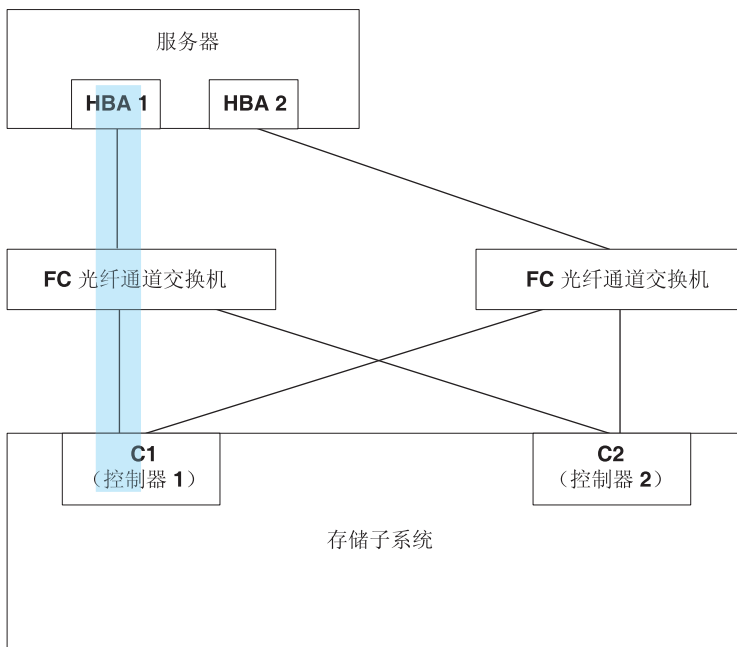 服务器
HBA 1
HBA 2
FC 光纤通道交换机
FC 光纤通道交换机
C1
（控制器 1）
C2
（控制器 2）
存储子系统